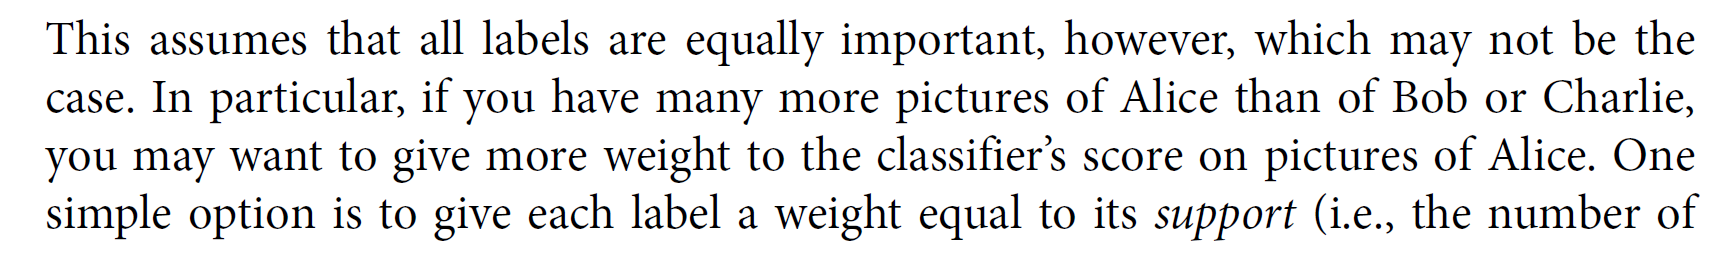 This assumes that all labels are equally important, however, which may not be the
case. In particular, if you have many more pictures of Alice than of Bob or Charlie,
you may want to give more weight to the classifier’s score on pictures of Alice. One
simple option is to give each label a weight equal to its support (i.e., the number of